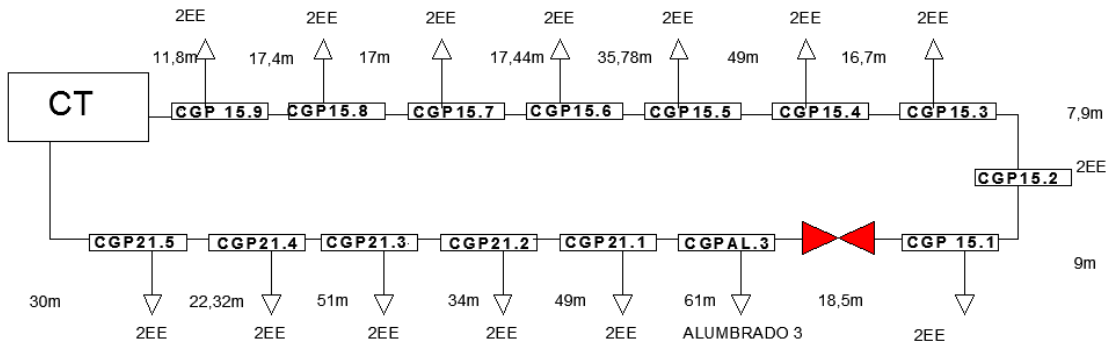 2EE 2EE 2EE 2EE 2EE 2EE 2EE
11,8m 17,4m 17m 17,44m 35,78m 49m 16,7m
CT
CGP 15.9 CGP15.8 CGP15.7 CGP15.6 CGP15.5 CGP15.4 CGP15.3
7,9m
2EE
CGP15.2
CGP21.5 CGP21.4 CGP21.3 CGP21.2 CGP21.1 CGPAL.3 CGP 15.1
9m
30m 22,32m 51m 34m 49m 61m 18,5m
2EE 2EE 2EE 2EE 2EE ALUMBRADO 3 2EE